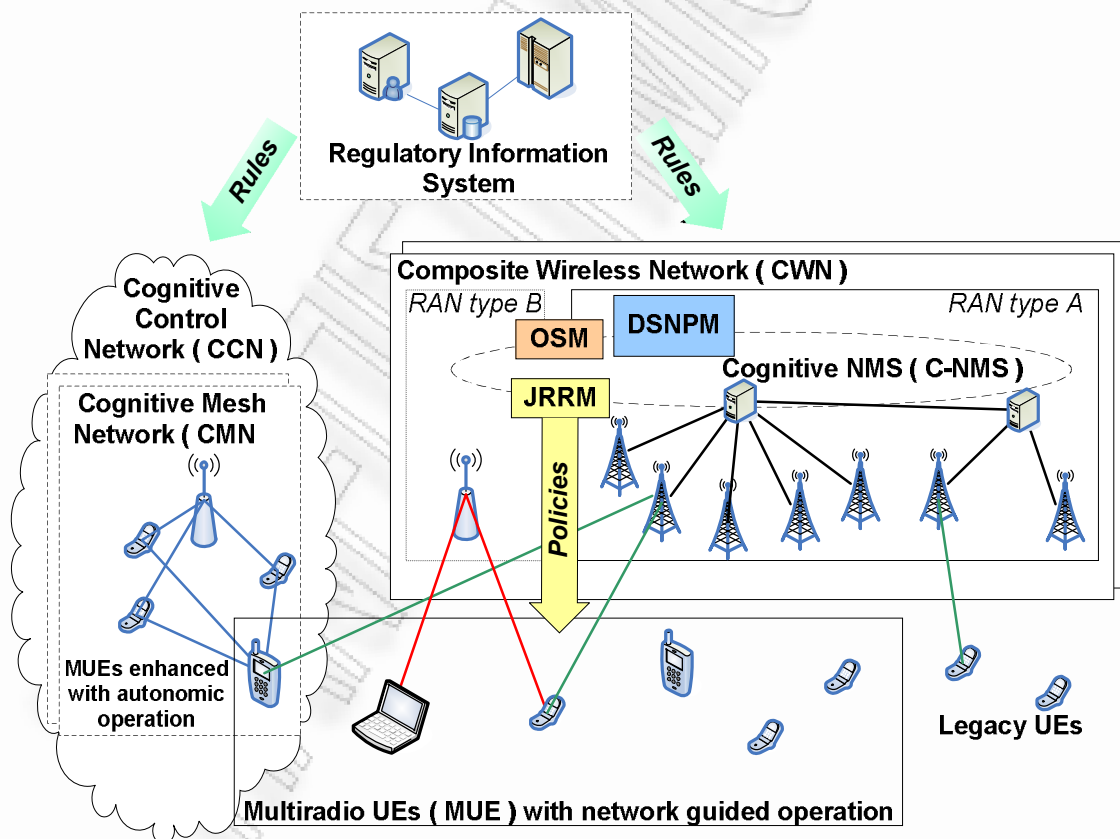 Regulatory Information
System
Rules
Rules
Cognitive
Control
Network ( CCN )
Cognitive Mesh
Network ( CMN
MUEs enhanced
with autonomic
operation
Composite Wireless Network ( CWN )
RAN type B
RAN type A
OSM
DSNPM
Cognitive NMS ( C-NMS )
JRRM
Policies
Legacy UEs
Multiradio UEs ( MUE ) with network guided operation